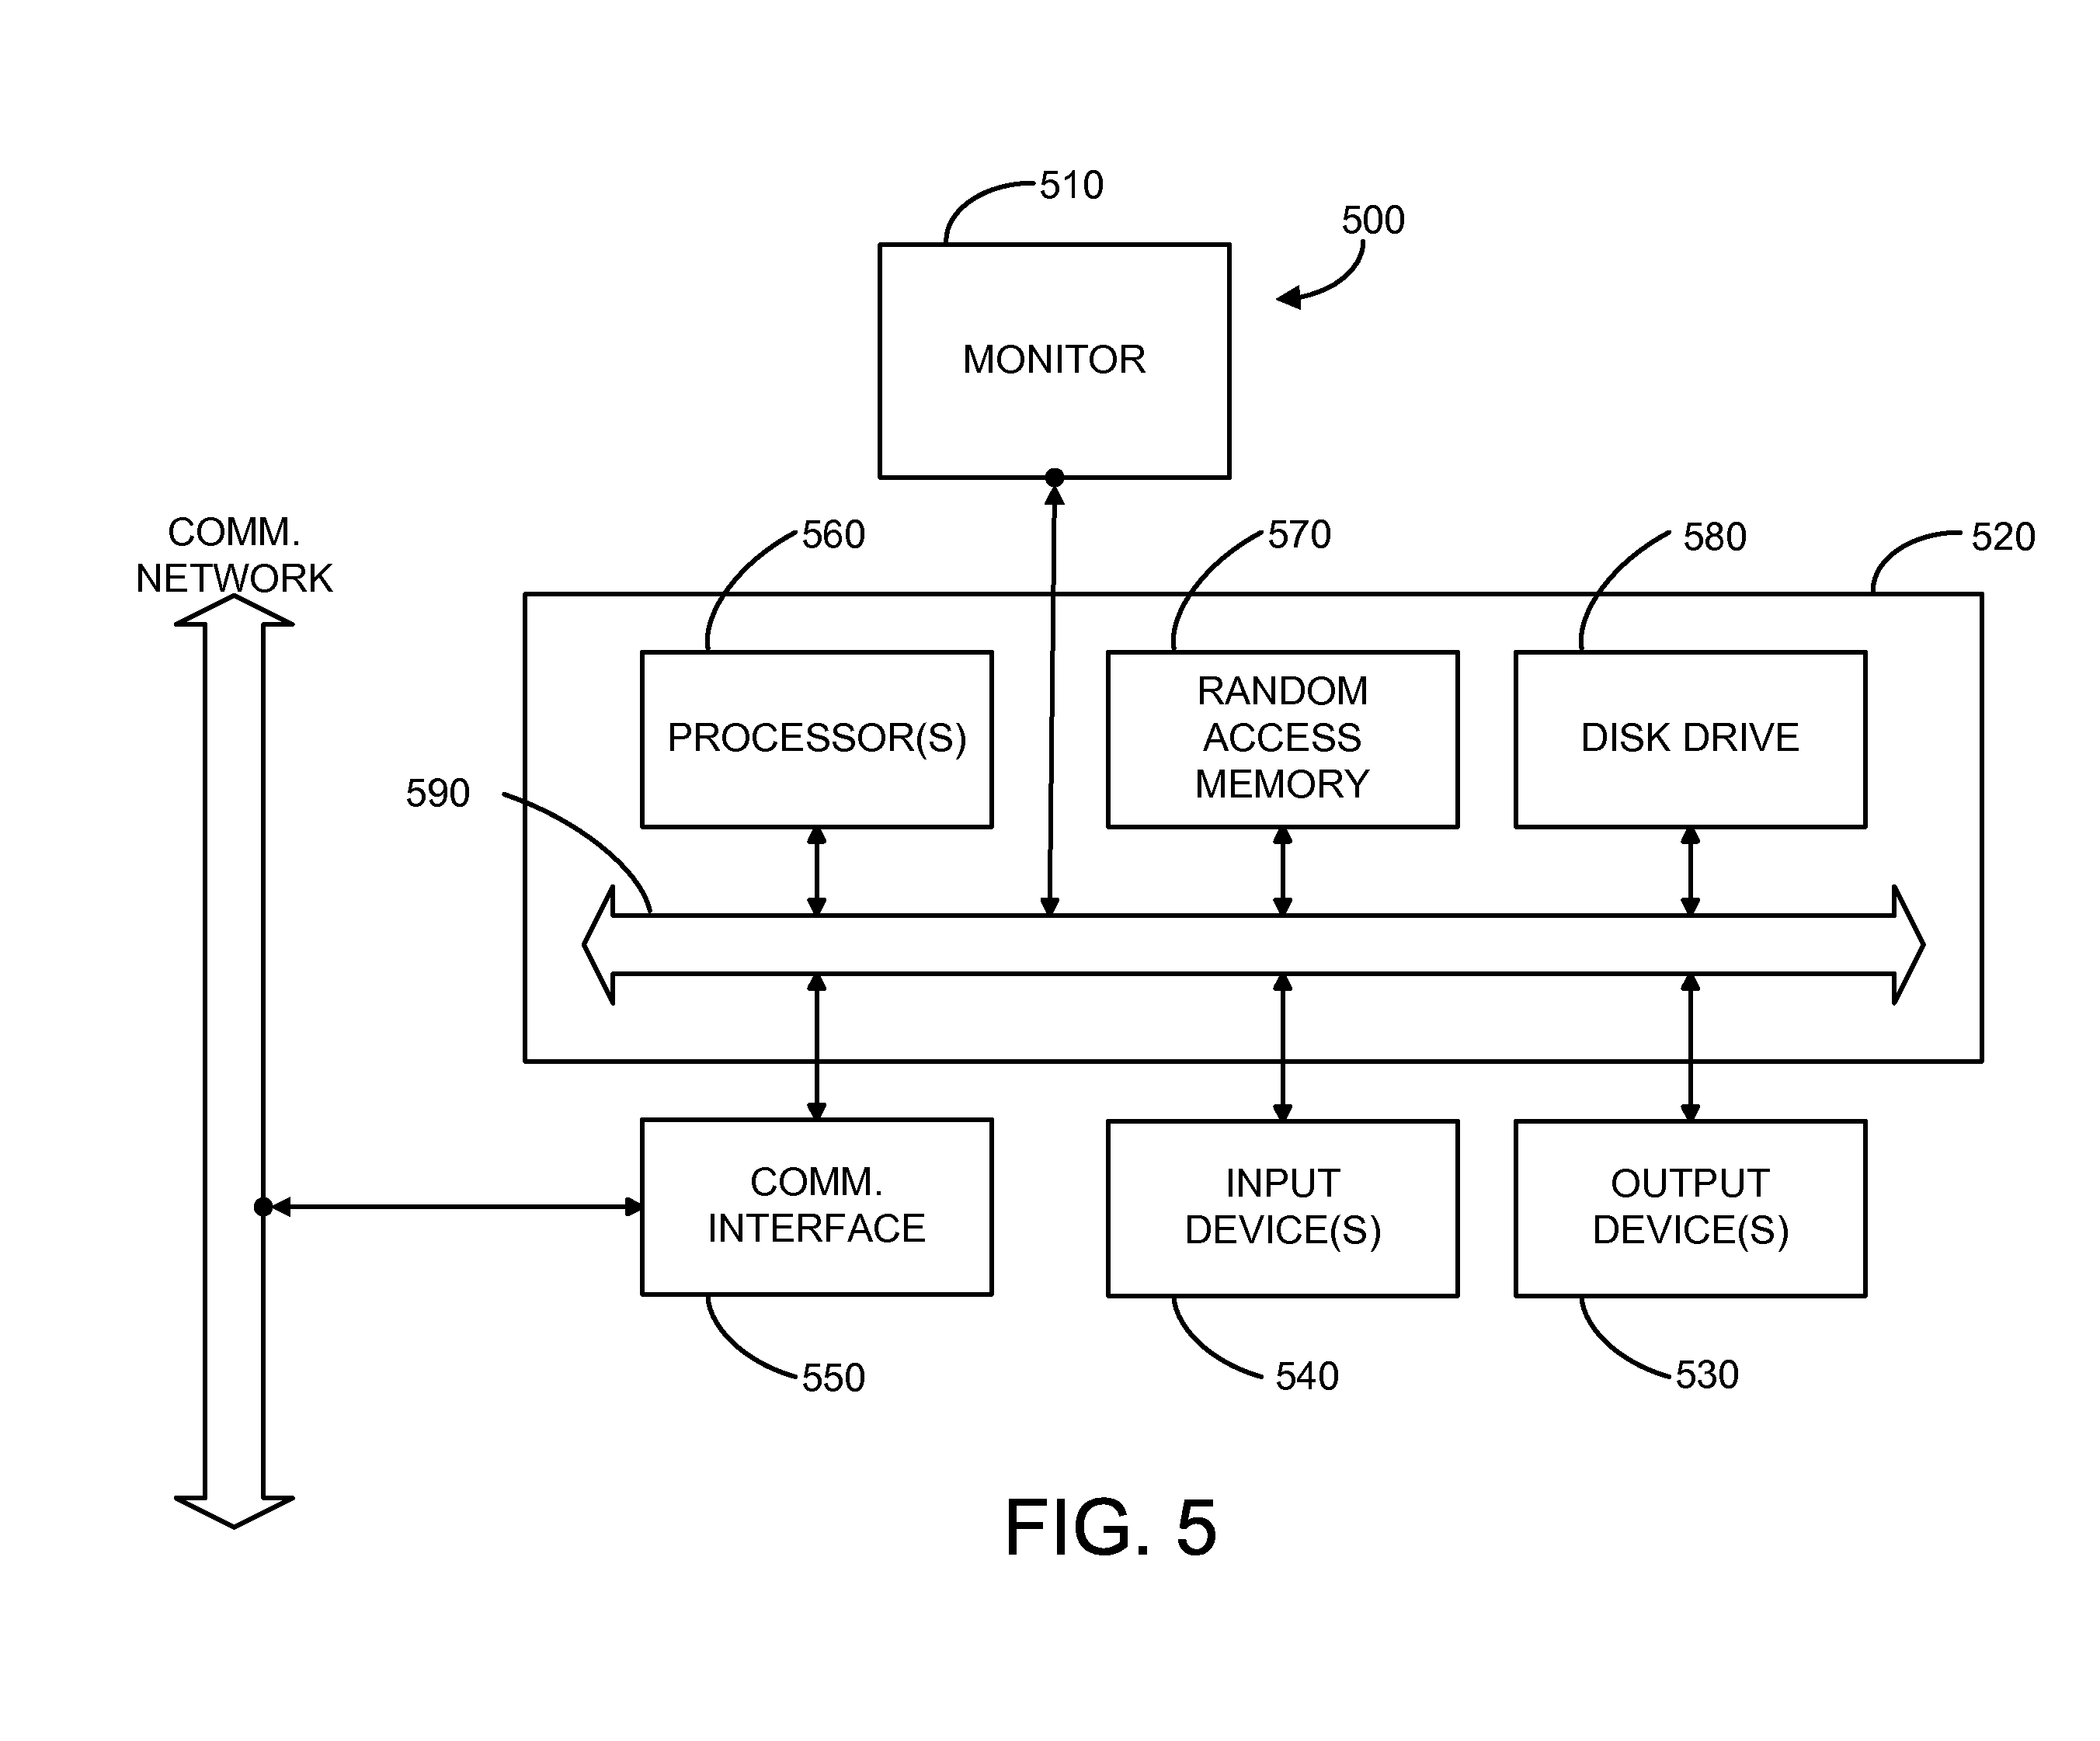 510
500
MONITOR
COMM.
NETWORK
560
570
580
520
PROCESSOR(S)
RANDOM
ACCESS
MEMORY
DISK DRIVE
590
COMM.
INTERFACE
INPUT
DEVICE(S)
OUTPUT
DEVICE(S)
550
540
530
FIG. 5